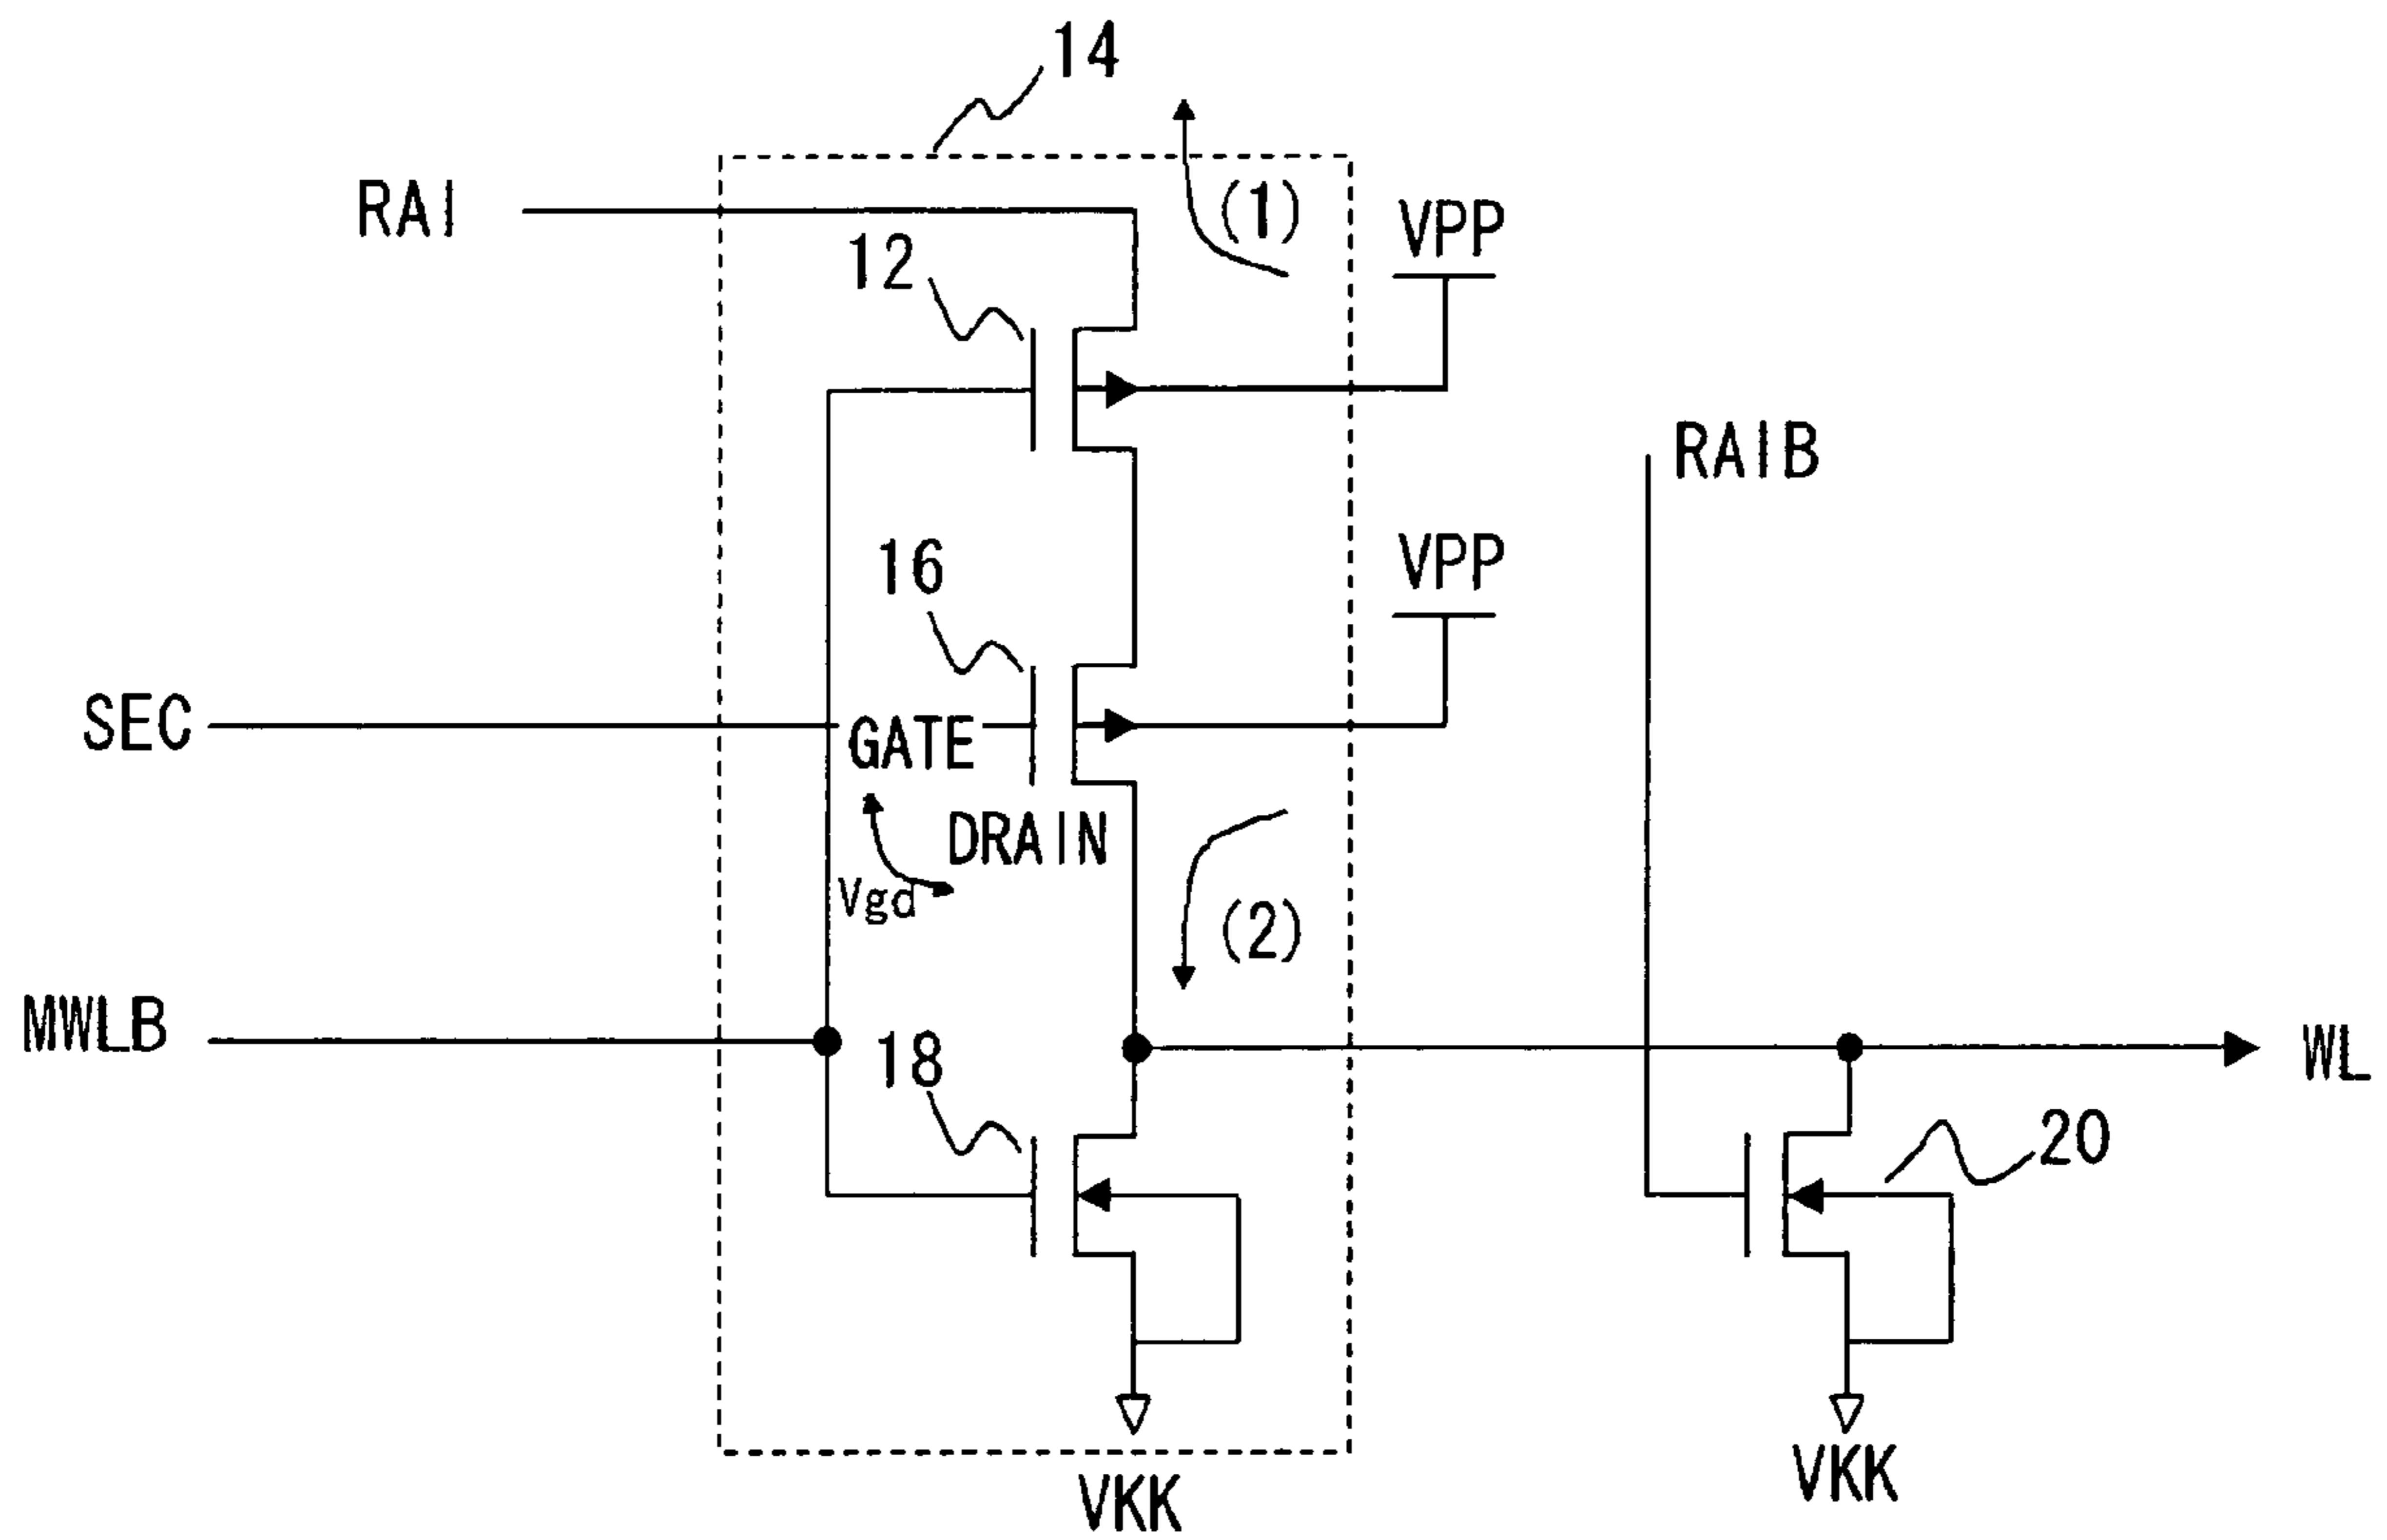 14
RAI
(1)
VPP
12
RAIB
16
VPP
SEC
GATE
DRAIN
Vgd
(2)
MWLB
18
WL
20
VKK
VKK